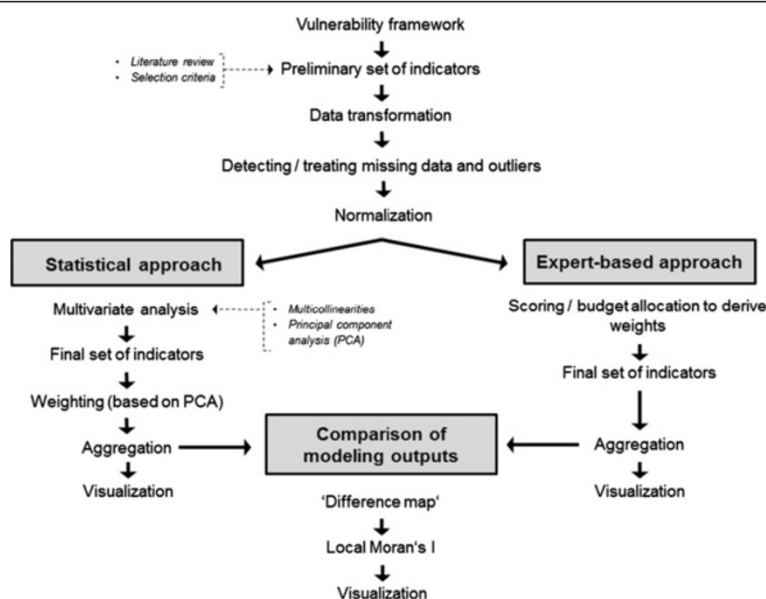 Vulnerability framework
• Literature review
• Selection criteria
Preliminary set of indicators
Data transformation
Detecting / treating missing data and outliers
Normalization
Statistical approach
Expert-based approach
Multivariate analysis
• Multicollinearities
• Principal component
analysis (PCA)
Final set of indicators
Weighting (based on PCA)
Aggregation
Visualization
Scoring / budget allocation to derive
weights
Final set of indicators
Aggregation
Visualization
Comparison of
modeling outputs
'Difference map'
Local Moran's I
Visualization